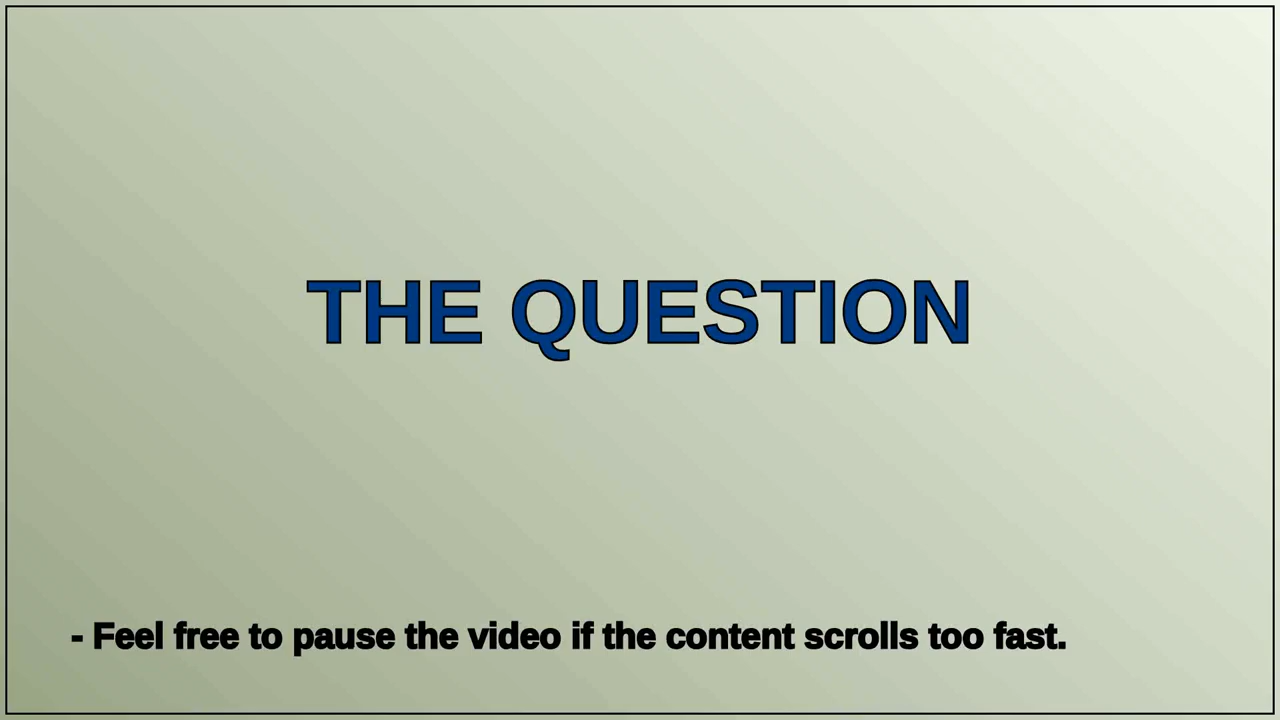 THE QUESTION
- Feel free to pause the video if the content scrolls too fast.